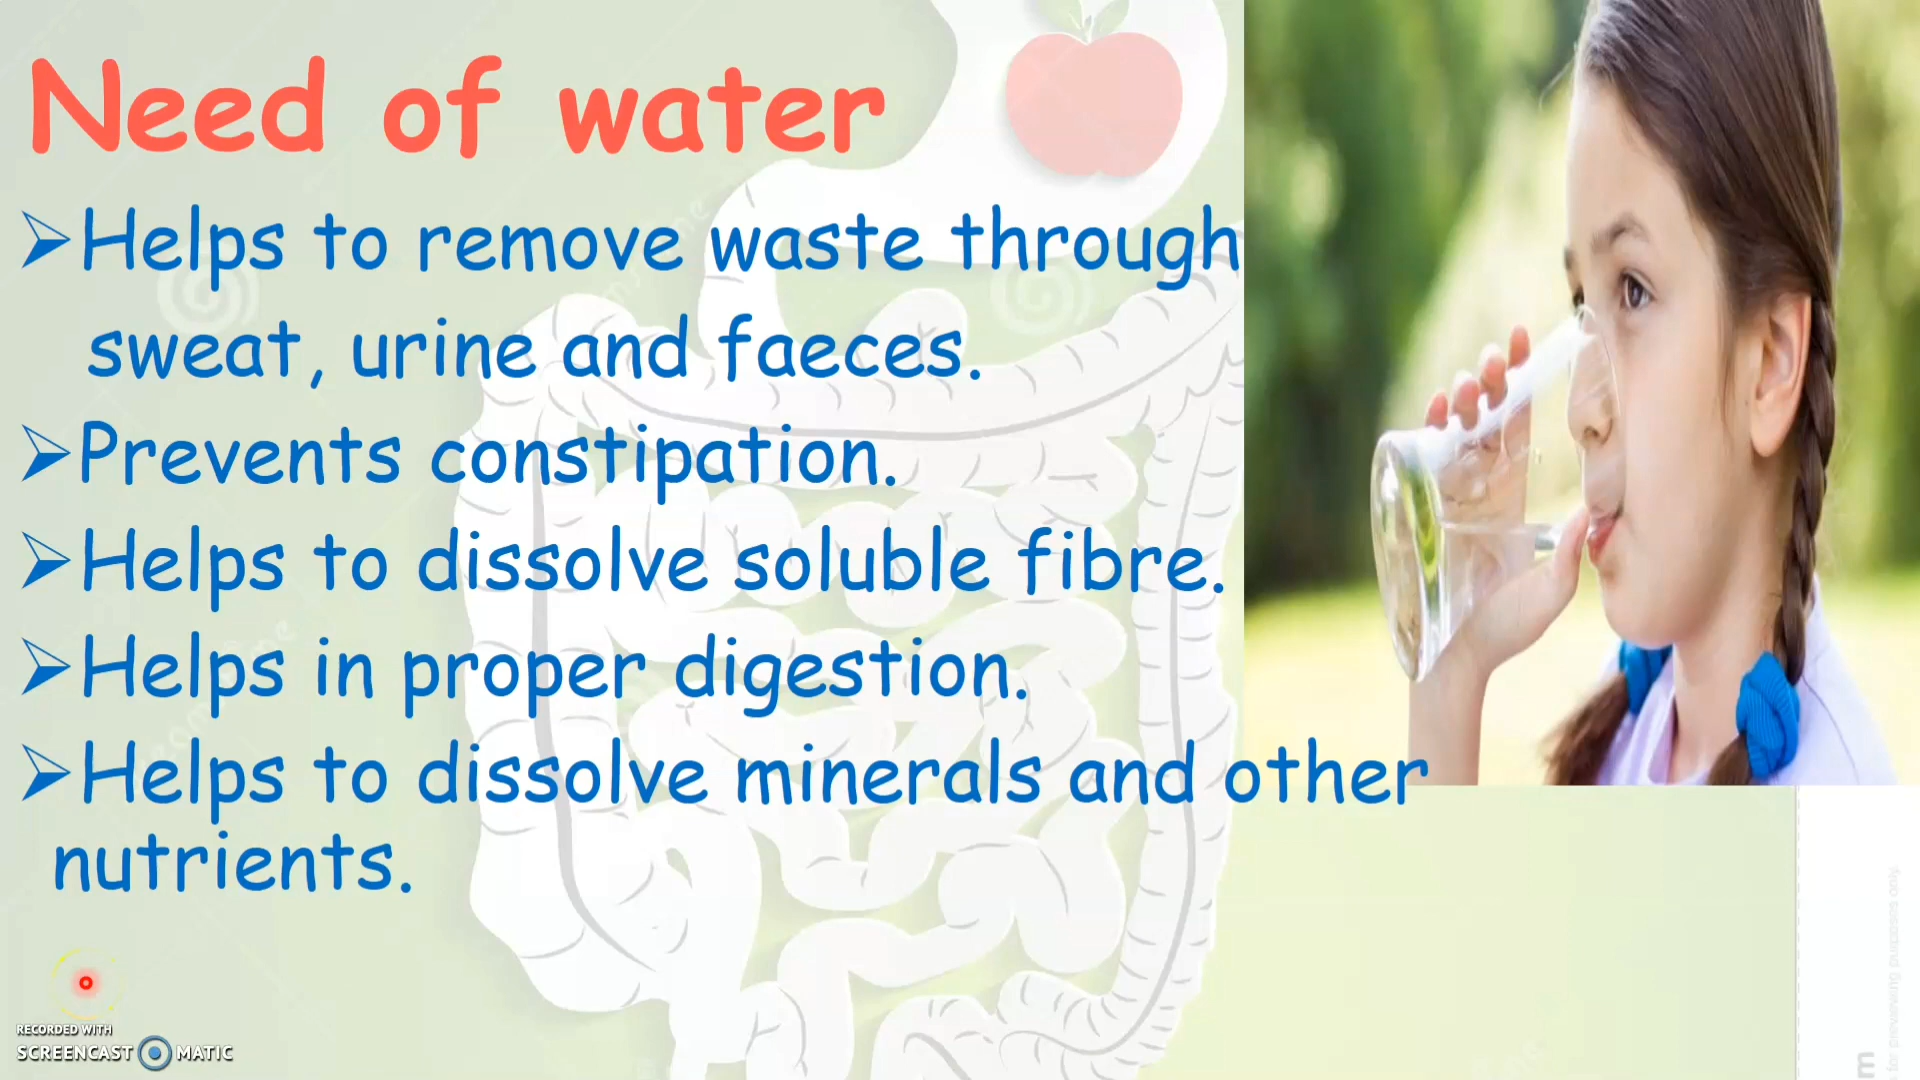 Need of water
➢Helps to remove waste through
sweat, urine and faeces.
➢Prevents constipation.
➢Helps to dissolve soluble fibre.
➢Helps in proper digestion.
➢Helps to dissolve minerals and other
nutrients.
RECORDED WITH
SCREENCAST MATIC